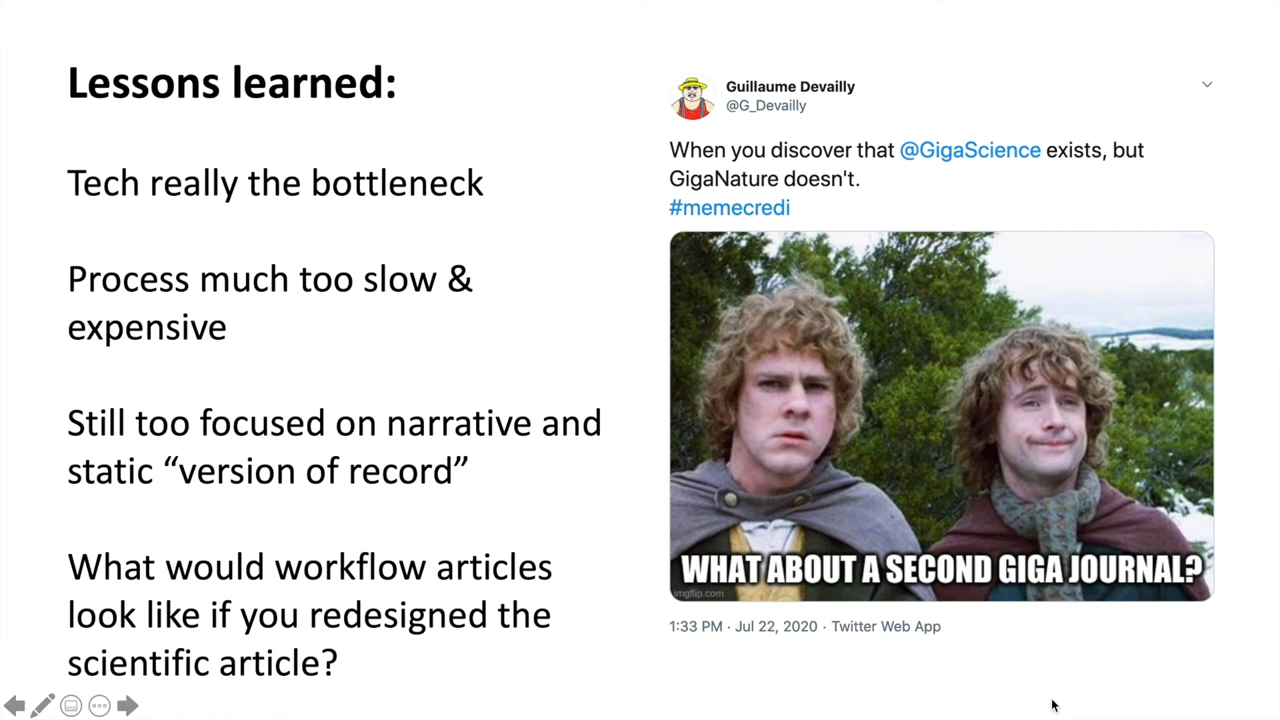 Lessons learned:
Tech really the bottleneck
Process much too slow &
expensive
Still too focused on narrative and
static “version of record”
What would workflow articles
look like if you redesigned the
scientific article?
Guillaume Devailly
@G_Devailly
When you discover that @GigaScience exists, but
GigaNature doesn't.
#memecredi
WHAT ABOUT A SECOND GIGA JOURNAL?
imgflip.com
1:33 PM · Jul 22, 2020 · Twitter Web App